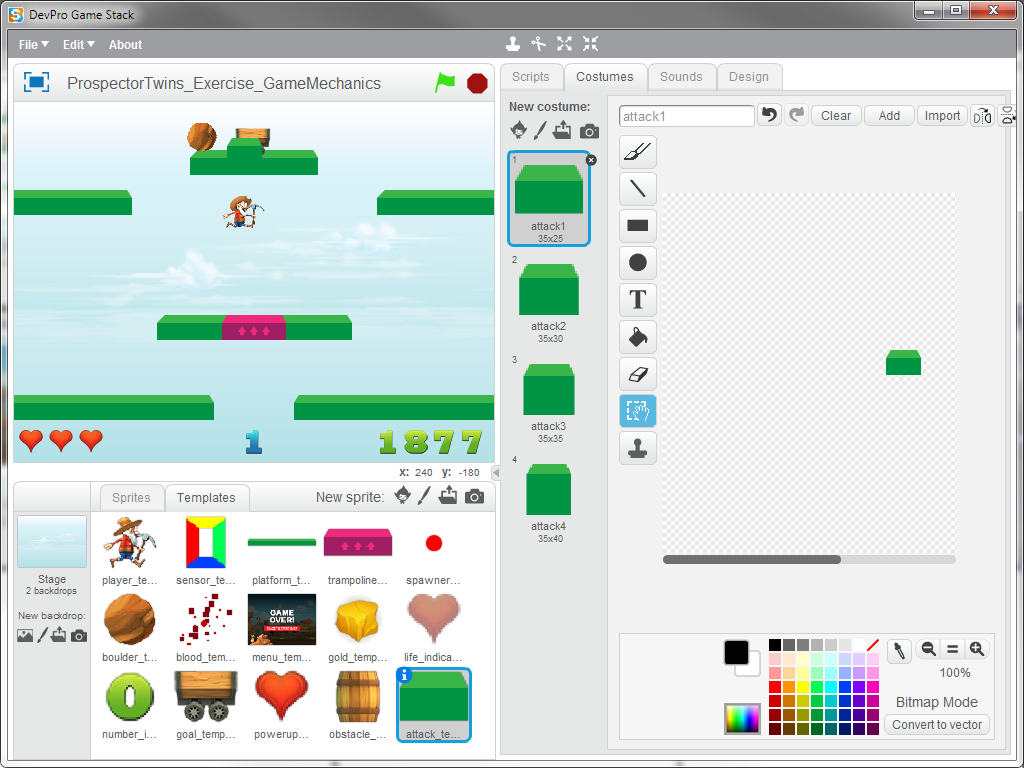 DevPro Game Stack
File Edit About
ProspectorTwins_Exercise_GameMechanics
1
1877
x: 240 y: -180
Sprites Templates New sprite:
Stage
2 backdrops
New backdrop:
player_te... sensor_te... platform_t... trampoline... spawner...
GAME
OVER!
boulder_t... blood_tem... menu_tem... gold_temp... life_indica...
0
number_i... goal_temp... powerup... obstacle_... attack_te...
Scripts Costumes Sounds Design
New costume:
1
attack1
35x25
2
attack2
35x30
3
attack3
35x35
4
attack4
35x40
attack1 Clear Add Import
T
100%
Bitmap Mode
Convert to vector